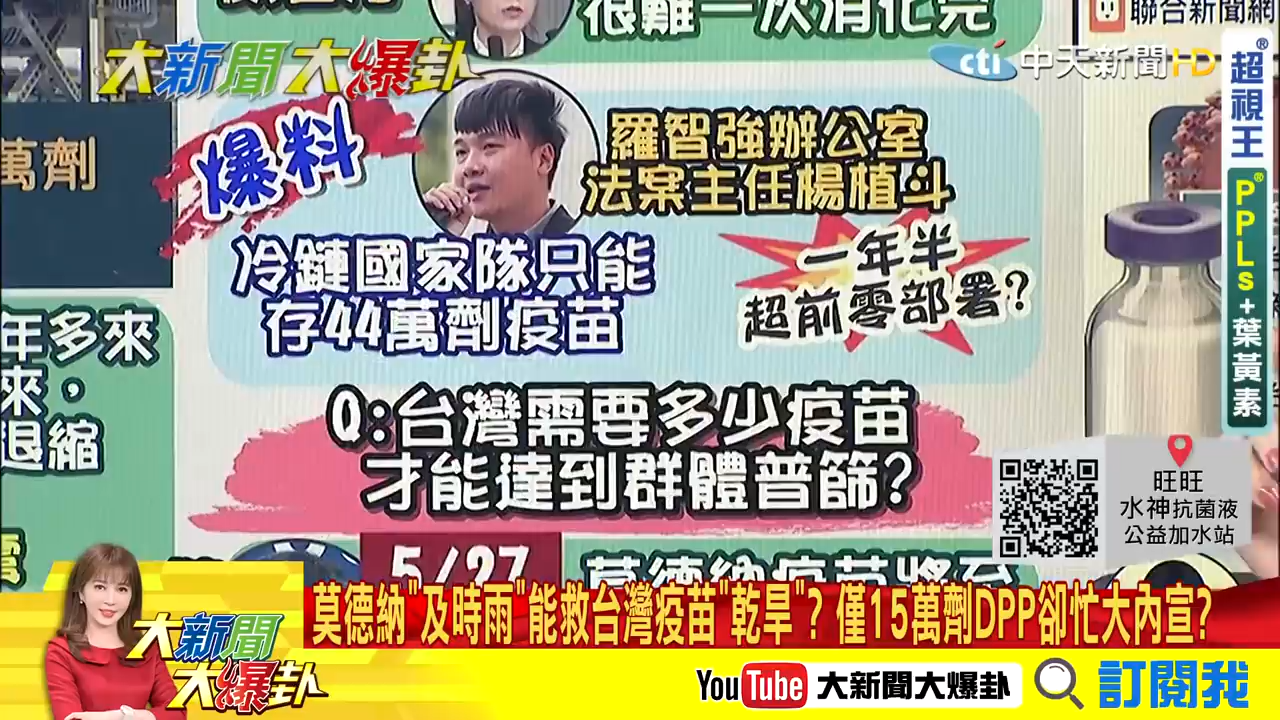 很難一次消化完
聯合新聞網
大新聞大爆卦
cti 中天新聞HD
萬劑
爆料
羅智強辦公室
法案主任楊植斗
冷鏈國家隊只能
存44萬劑疫苗
一年半
超前零部署?
年多來
來，
退縮
Q:台灣需要多少疫苗
才能達到群體普篩?
5/27
超視王®
PPLs®+葉黃素
旺旺
水神抗菌液
公益加水站
莫德納"及時雨"能救台灣疫苗"乾旱"? 僅15萬劑DPP卻忙大內宣?
大新聞
大爆卦
YouTube 大新聞大爆卦 訂閱我